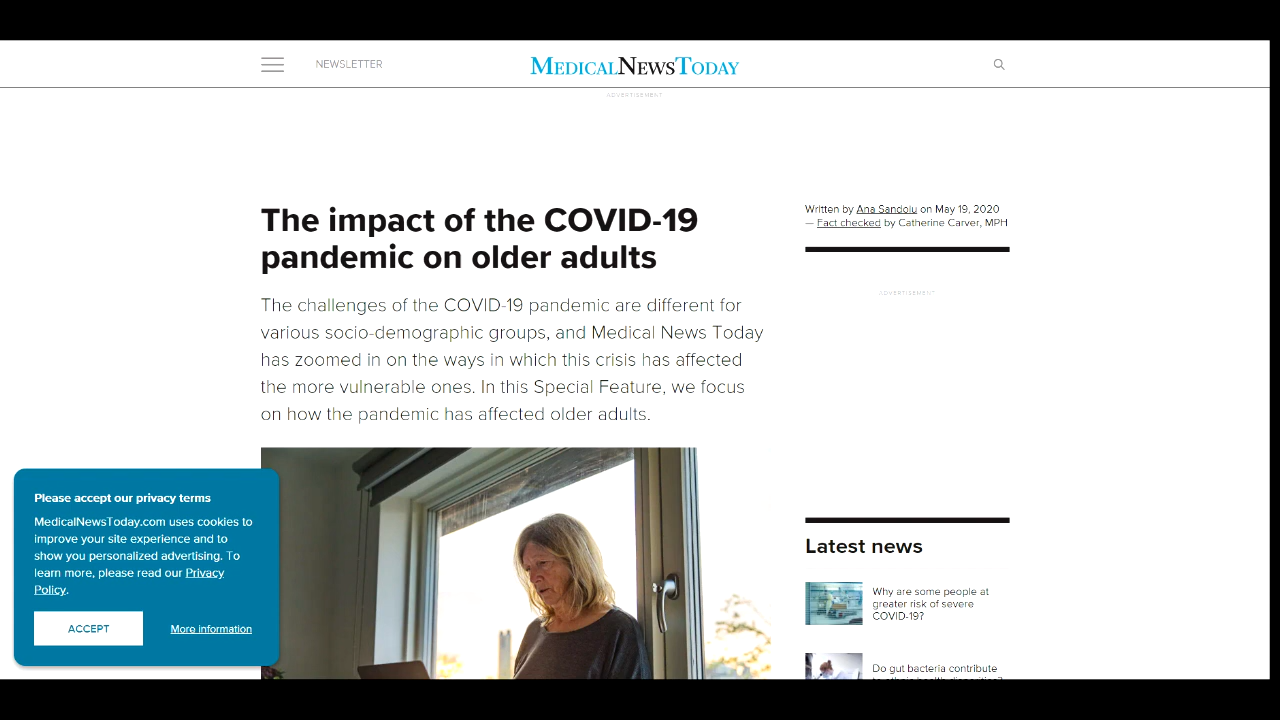 NEWSLETTER
MEDICALNEWSTODAY
ADVERTISEMENT
The impact of the COVID-19
pandemic on older adults
The challenges of the COVID-19 pandemic are different for
various socio-demographic groups, and Medical News Today
has zoomed in on the ways in which this crisis has affected
the more vulnerable ones. In this Special Feature, we focus
on how the pandemic has affected older adults.
Written by Ana Sandoiu on May 19, 2020
— Fact checked by Catherine Carver, MPH
ADVERTISEMENT
Latest news
Why are some people at
greater risk of severe
COVID-19?
Do gut bacteria contribute
to ethnic health disparities?
Please accept our privacy terms
MedicalNewsToday.com uses cookies to
improve your site experience and to
show you personalized advertising. To
learn more, please read our Privacy
Policy.
ACCEPT
More information